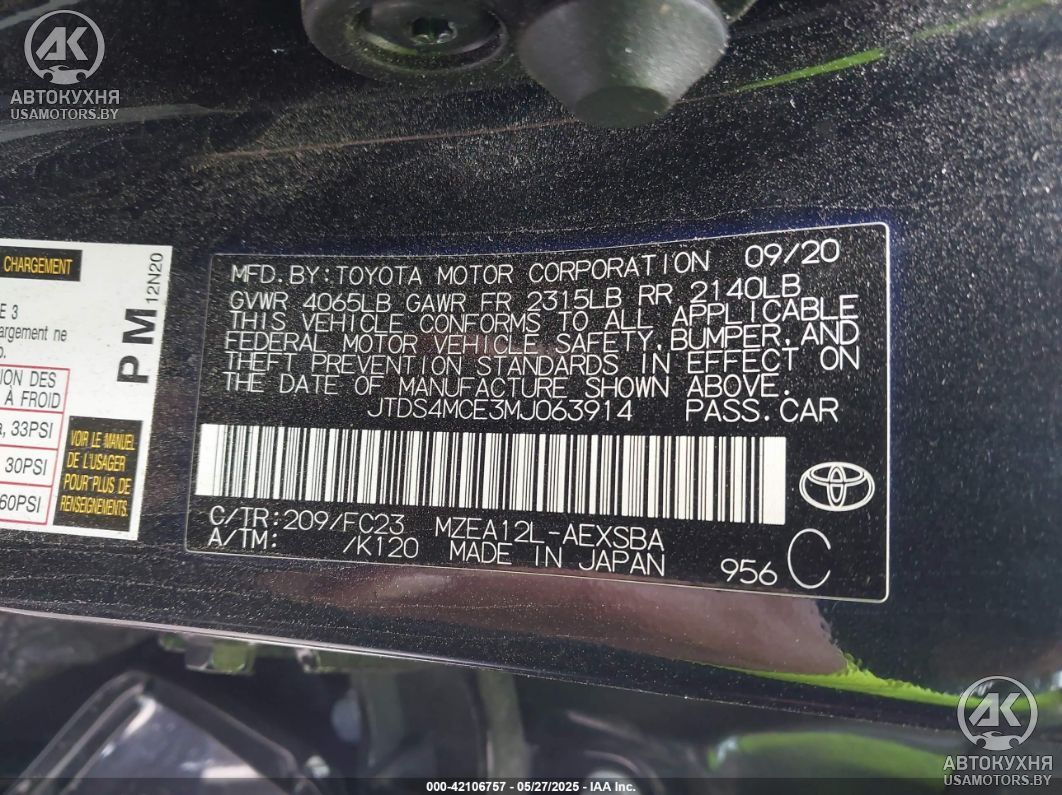 АК
АВТОКУХНЯ
USAMOTORS.BY
CHARGEMENT
E 3
argement ne
o.
ION DES
À FROID
a, 33PSI
30PSI
60PSI
VOIR LE MANUEL
DE L'USAGER
POUR PLUS DE
RENSEIGNEMENTS.
PM
12N20
MFD. BY: TOYOTA MOTOR CORPORATION 09/20
GVWR 4065LB GAWR FR 2315LB RR 2140LB
THIS VEHICLE CONFORMS TO ALL APPLICABLE
FEDERAL MOTOR VEHICLE SAFETY, BUMPER, AND
THEFT PREVENTION STANDARDS IN EFFECT ON
THE DATE OF MANUFACTURE SHOWN ABOVE.
JTDS4MCE3MJ063914 PASS.CAR
C/TR: 209/FC23 MZEA12L-AEXSBA
A/TM: /K120 MADE IN JAPAN 956 C
АК
АВТОКУХНЯ
USAMOTORS.BY
000-42106757 - 05/27/2025 - IAA Inc.